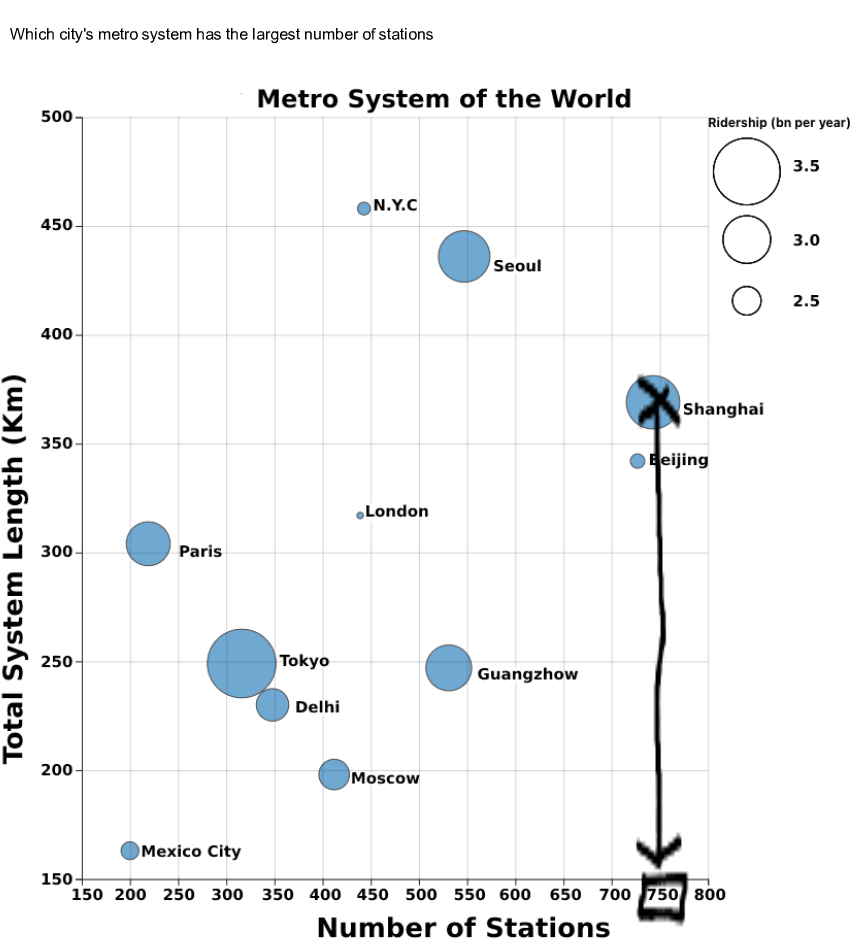 Which city's metro system has the largest number of stations
Metro System of the World
500
Ridership (bn per year)
3.5
N.Y.C
450
3.0
Seoul
2.5
400
Shanghai
350
Beijing
London
300
Paris
250
Tokyo
Guangzhow
Delhi
200
Moscow
Mexico City
150
150 200 250 300 350 400 450 500 550 600 650 700 750 800
Number of Stations
Total System Length (Km)